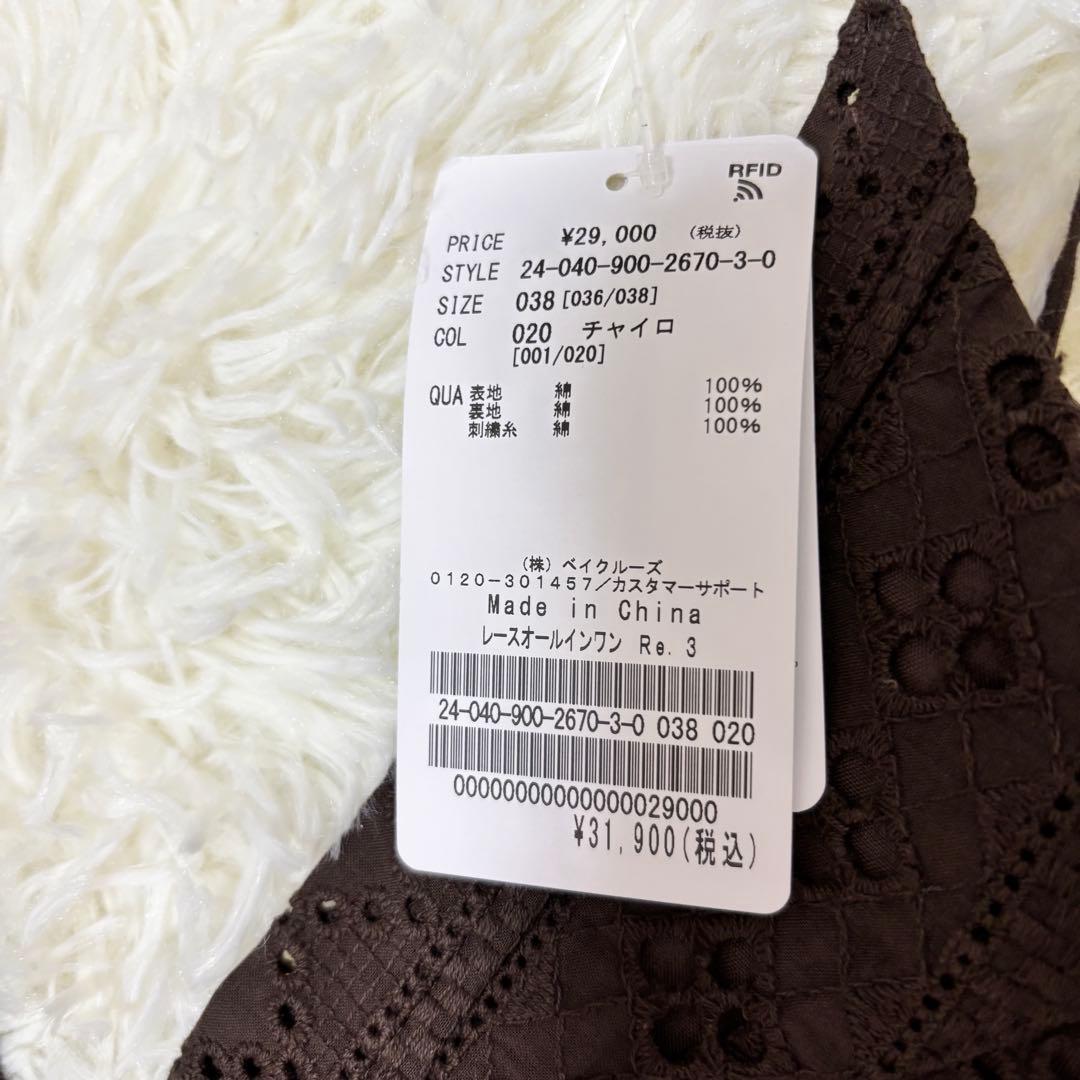 RFID
PRICE ¥29,000 (税抜)
STYLE 24-040-900-2670-3-0
SIZE 038 [036/038]
COL 020 チャイロ
[001/020]
QUA 表地 綿 100%
裏地 綿 100%
刺繍糸 綿 100%
(株) ベイクルーズ
0120-301457/カスタマーサポート
Made in China
レースオールインワン Re.3
24-040-900-2670-3-0 038 020
0000000000000029000
¥31,900(税込)